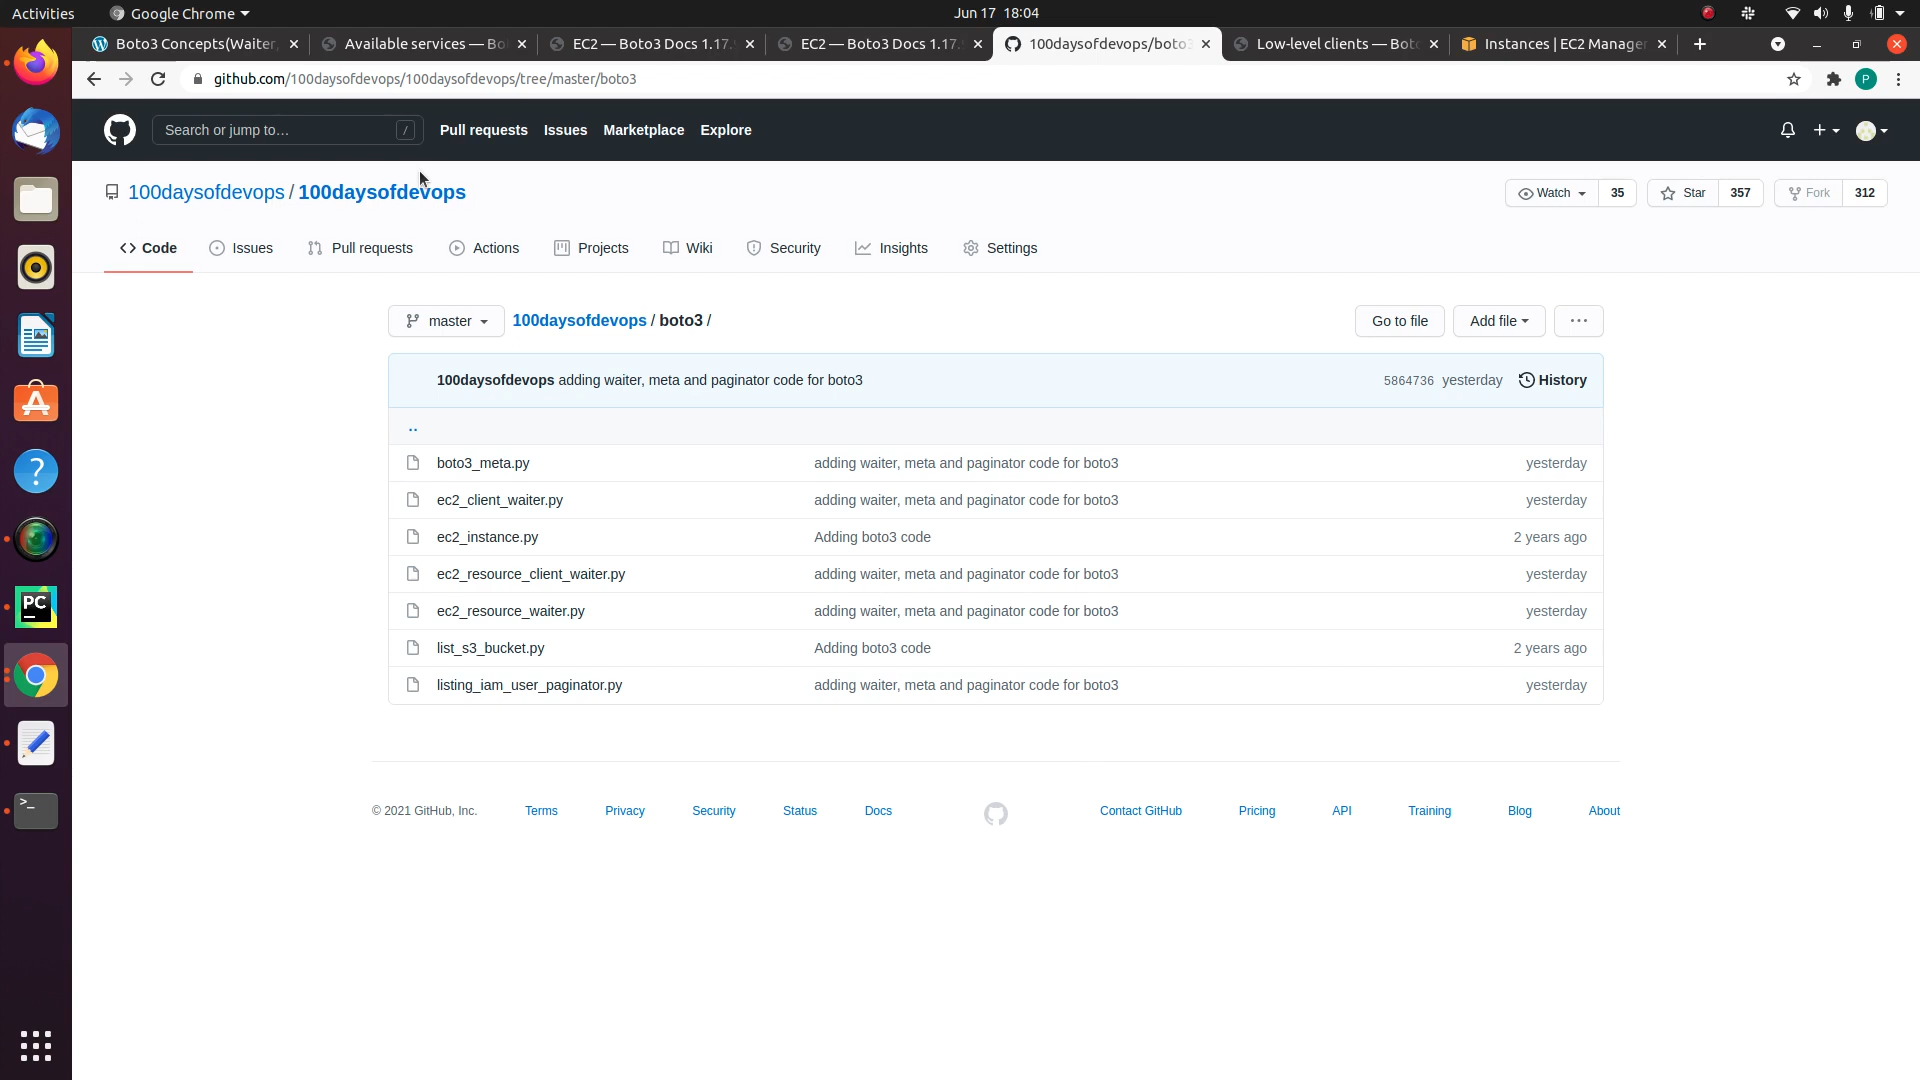 Activities Google Chrome Jun 17 18:04
Boto3 Concepts(Waiter, Available services — Bo EC2 — Boto3 Docs 1.17. EC2 — Boto3 Docs 1.17. 100daysofdevops/boto3 Low-level clients — Boto Instances | EC2 Manager
github.com/100daysofdevops/100daysofdevops/tree/master/boto3 P
Search or jump to… / Pull requests Issues Marketplace Explore
100daysofdevops / 100daysofdevops Watch 35 Star 357 Fork 312
Code Issues Pull requests Actions Projects Wiki Security Insights Settings
master 100daysofdevops / boto3 / Go to file Add file ···
100daysofdevops adding waiter, meta and paginator code for boto3 5864736 yesterday History
..
boto3_meta.py adding waiter, meta and paginator code for boto3 yesterday
ec2_client_waiter.py adding waiter, meta and paginator code for boto3 yesterday
ec2_instance.py Adding boto3 code 2 years ago
ec2_resource_client_waiter.py adding waiter, meta and paginator code for boto3 yesterday
ec2_resource_waiter.py adding waiter, meta and paginator code for boto3 yesterday
PC
list_s3_bucket.py Adding boto3 code 2 years ago
listing_iam_user_paginator.py adding waiter, meta and paginator code for boto3 yesterday
© 2021 GitHub, Inc. Terms Privacy Security Status Docs Contact GitHub Pricing API Training Blog About